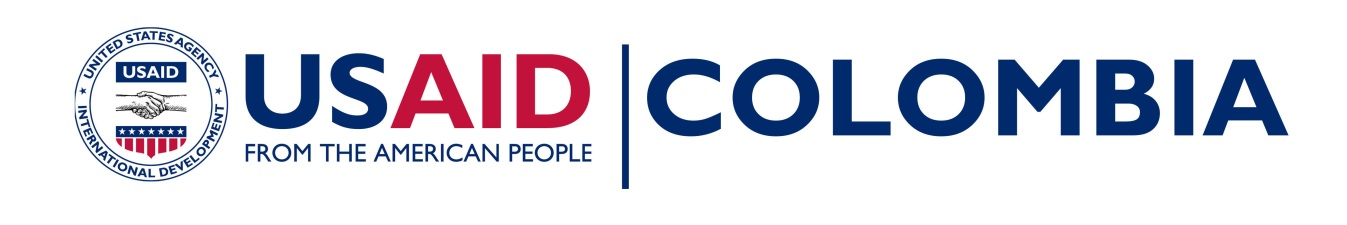 UNITED STATES AGENCY
USAID
INTERNATIONAL DEVELOPMENT
USAID
FROM THE AMERICAN PEOPLE
COLOMBIA